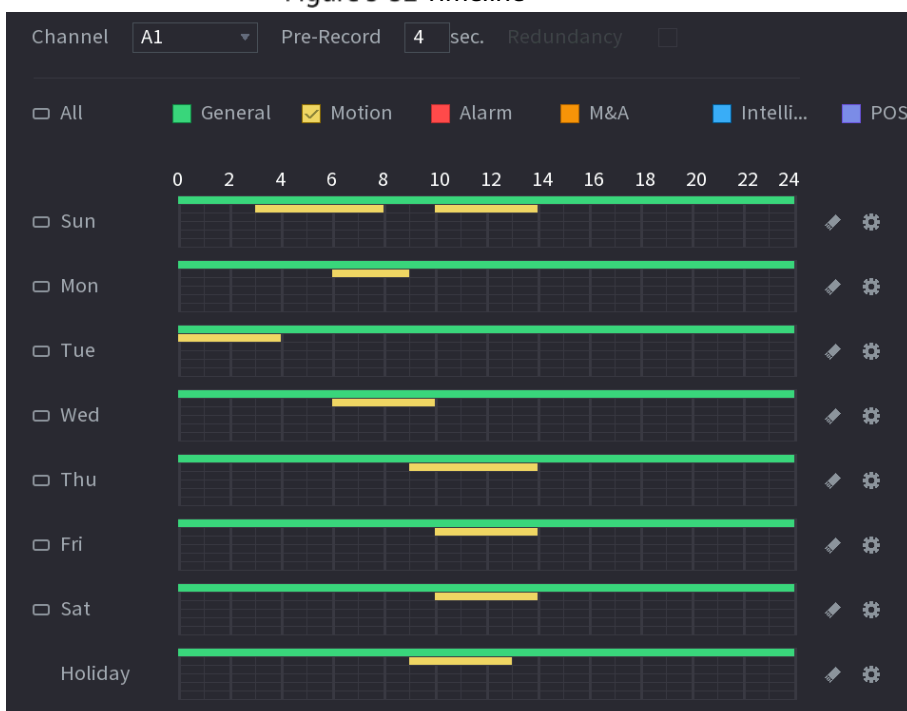 Timeline
Channel A1 Pre-Record 4 sec. Redundancy
All General Motion Alarm M&A Intelli... POS
0 2 4 6 8 10 12 14 16 18 20 22 24
Sun
Mon
Tue
Wed
Thu
Fri
Sat
Holiday